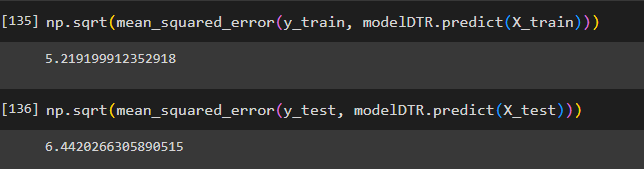 [135] np.sqrt(mean_squared_error(y_train, modelDTR.predict(X_train)))
5.219199912352918
[136] np.sqrt(mean_squared_error(y_test, modelDTR.predict(X_test)))
6.4420266305890515